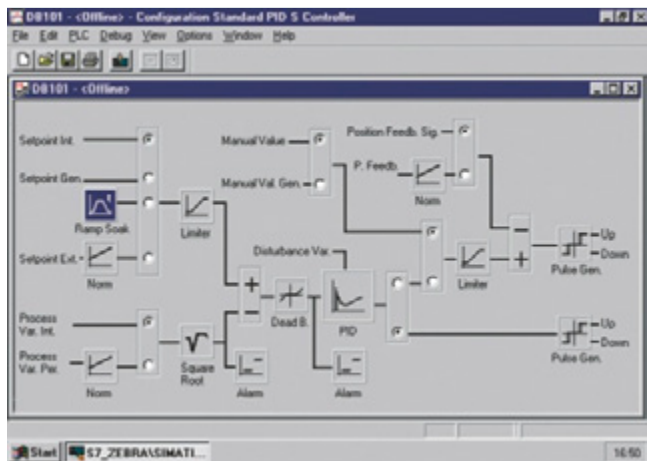 DB101 - <Offline> - Configuration Standard PID S Controller
File Edit PLC Debug View Options Window Help
DB101 - <Offline>
Setpoint Int.
Manual Value
Position Feedb. Sig.
P. Feedb.
Setpoint Gen.
Manual Val. Gen.
Norm
Ramp Soak
Limiter
Setpoint Ext.
Norm
Disturbance Var.
Limiter
Pulse Gen.
Up
Down
Process
Var. Int.
Dead B.
PID
Process
Var. Per.
Norm
Square
Root
Alarm
Alarm
Up
Down
Pulse Gen.
Start
S7_ZEBRA\SIMATI...
16:50